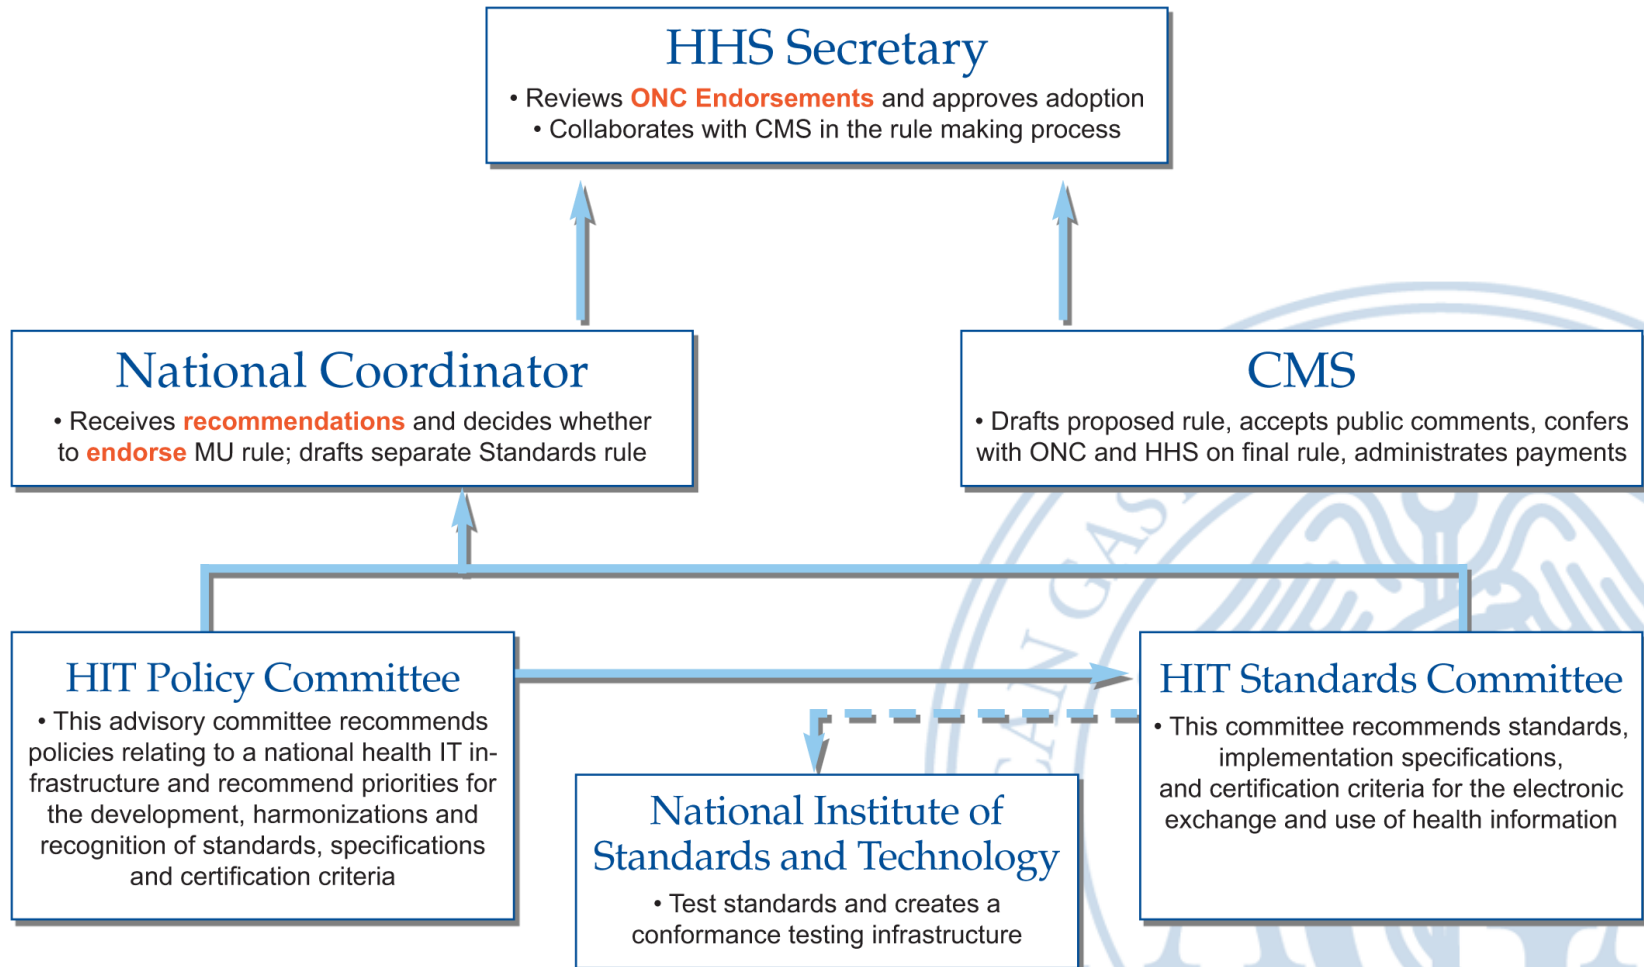 HHS Secretary
• Reviews ONC Endorsements and approves adoption
• Collaborates with CMS in the rule making process
National Coordinator
• Receives recommendations and decides whether
to endorse MU rule; drafts separate Standards rule
CMS
• Drafts proposed rule, accepts public comments, confers
with ONC and HHS on final rule, administrates payments
HIT Policy Committee
• This advisory committee recommends
policies relating to a national health IT in-
frastructure and recommend priorities for
the development, harmonizations and
recognition of standards, specifications
and certification criteria
National Institute of
Standards and Technology
• Test standards and creates a
conformance testing infrastructure
HIT Standards Committee
• This committee recommends standards,
implementation specifications,
and certification criteria for the electronic
exchange and use of health information
CAN GAS